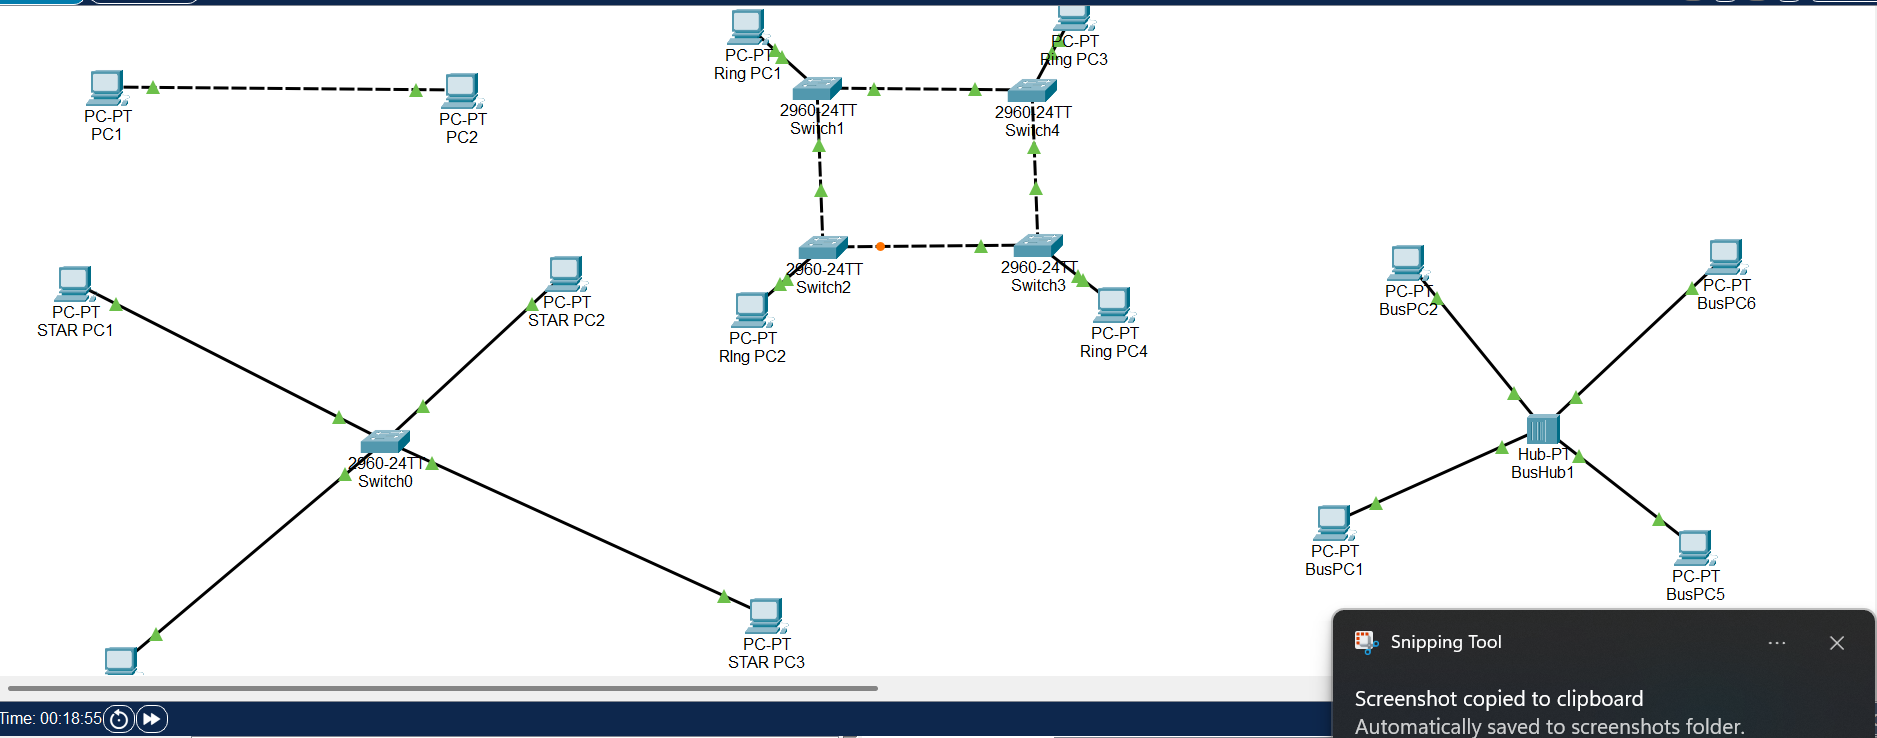 PC-PT
PC1
PC-PT
PC2
PC-PT
Ring PC1
PC-PT
Ring PC3
2960-24TT
Switch1
2960-24TT
Switch4
2960-24TT
Switch2
2960-24TT
Switch3
PC-PT
RIng PC2
PC-PT
Ring PC4
PC-PT
STAR PC1
PC-PT
STAR PC2
2960-24TT
Switch0
PC-PT
STAR PC3
PC-PT
BusPC2
PC-PT
BusPC6
Hub-PT
BusHub1
PC-PT
BusPC1
PC-PT
BusPC5
Snipping Tool
Screenshot copied to clipboard
Automatically saved to screenshots folder.
Time: 00:18:55